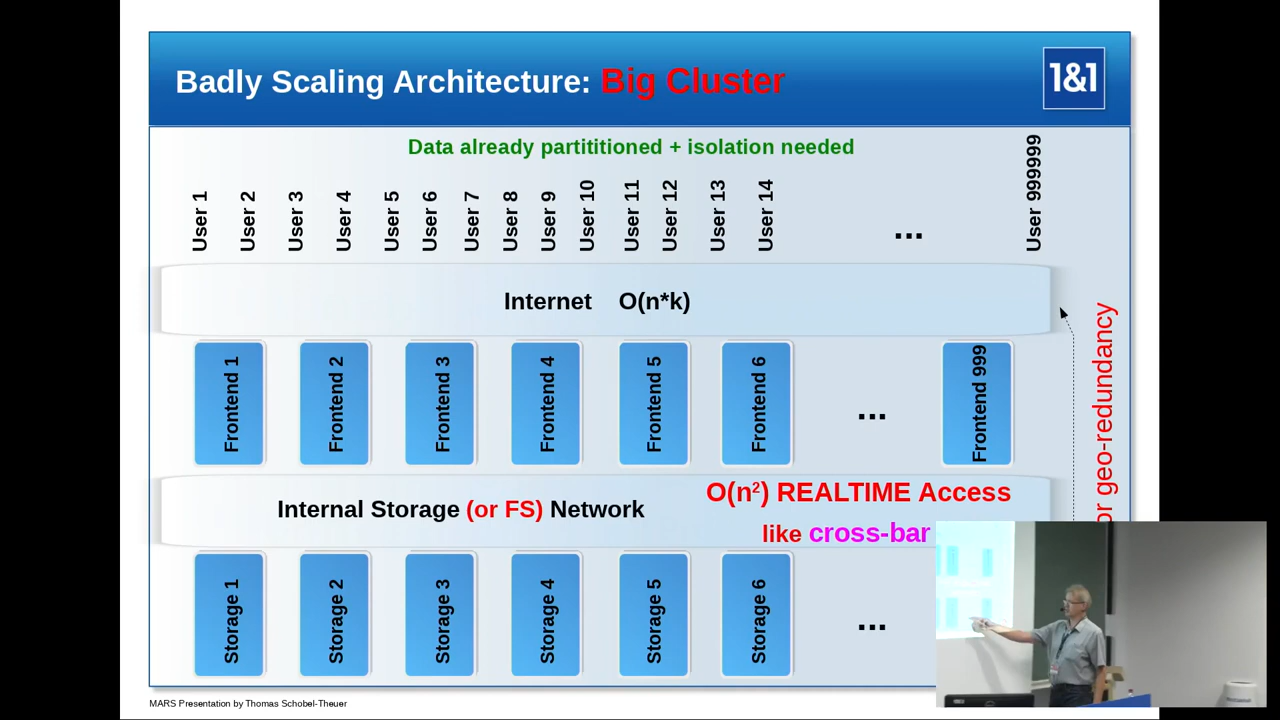 Badly Scaling Architecture: Big Cluster
1&1
Data already partititioned + isolation needed
User 1
User 2
User 3
User 4
User 5
User 6
User 7
User 8
User 9
User 10
User 11
User 12
User 13
User 14
...
User 999999
Internet O(n*k)
Frontend 1
Frontend 2
Frontend 3
Frontend 4
Frontend 5
Frontend 6
...
Frontend 999
or geo-redundancy
Internal Storage (or FS) Network
O(n²) REALTIME Access
like cross-bar
Storage 1
Storage 2
Storage 3
Storage 4
Storage 5
Storage 6
...
MARS Presentation by Thomas Schobel-Theuer